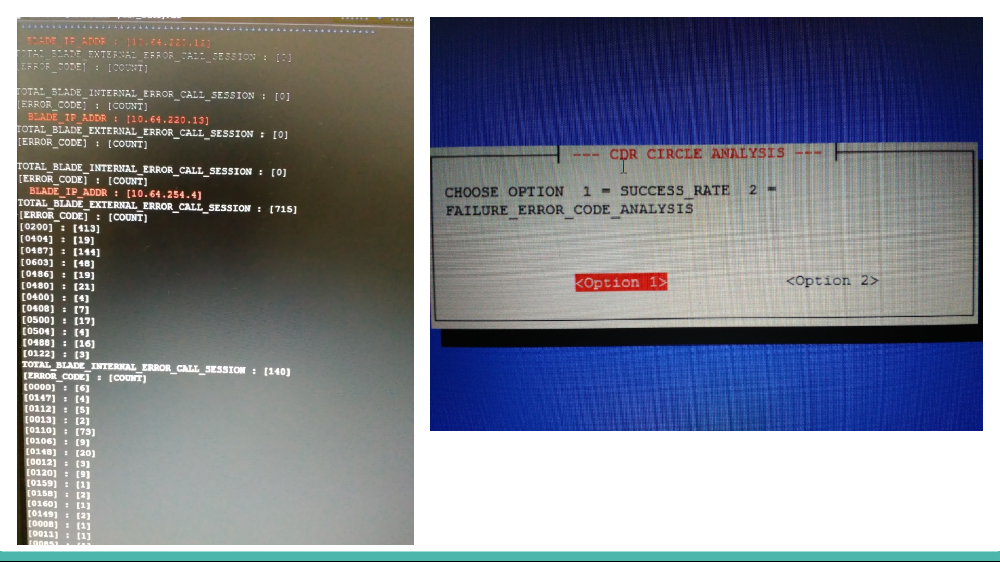 BLADE_IP_ADDR : [10.64.220.12]
TOTAL_BLADE_EXTERNAL_ERROR_CALL_SESSION : [0]
[ERROR_CODE] : [COUNT]
TOTAL_BLADE_INTERNAL_ERROR_CALL_SESSION : [0]
[ERROR_CODE] : [COUNT]
BLADE_IP_ADDR : [10.64.220.13]
TOTAL_BLADE_EXTERNAL_ERROR_CALL_SESSION : [0]
[ERROR_CODE] : [COUNT]
TOTAL_BLADE_INTERNAL_ERROR_CALL_SESSION : [0]
[ERROR_CODE] : [COUNT]
BLADE_IP_ADDR : [10.64.254.4]
TOTAL_BLADE_EXTERNAL_ERROR_CALL_SESSION : [715]
[ERROR_CODE] : [COUNT]
[0200] : [413]
[0404] : [19]
[0487] : [144]
[0603] : [48]
[0486] : [19]
[0480] : [21]
[0400] : [4]
[0408] : [7]
[0500] : [17]
[0504] : [4]
[0488] : [16]
[0122] : [3]
TOTAL_BLADE_INTERNAL_ERROR_CALL_SESSION : [140]
[ERROR_CODE] : [COUNT]
[0000] : [6]
[0147] : [4]
[0112] : [5]
[0013] : [2]
[0110] : [73]
[0106] : [9]
[0148] : [20]
[0012] : [3]
[0120] : [9]
[0159] : [1]
[0158] : [2]
[0160] : [1]
[0149] : [2]
[0008] : [1]
[0011] : [1]
[0085] : [1]
--- CDR CIRCLE ANALYSIS ---
CHOOSE OPTION 1 = SUCCESS_RATE 2 =
FAILURE_ERROR_CODE_ANALYSIS
<Option 1> <Option 2>